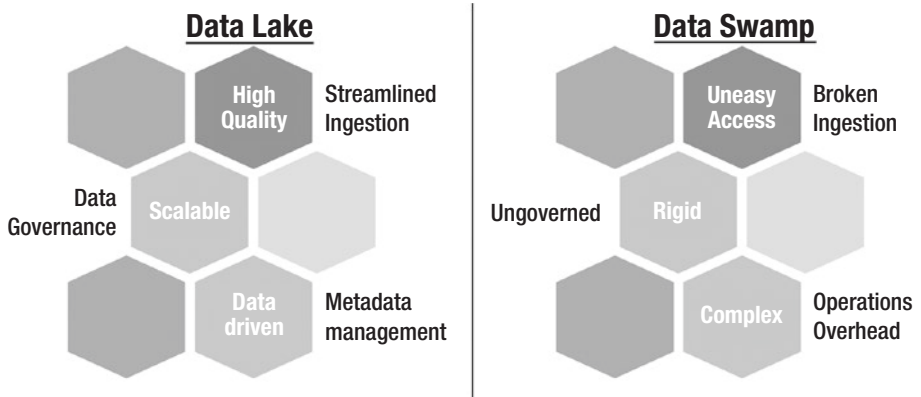 Data Lake
High
Quality
Streamlined
Ingestion
Data
Governance
Scalable
Data
driven
Metadata
management
Data Swamp
Uneasy
Access
Broken
Ingestion
Ungoverned
Rigid
Complex
Operations
Overhead